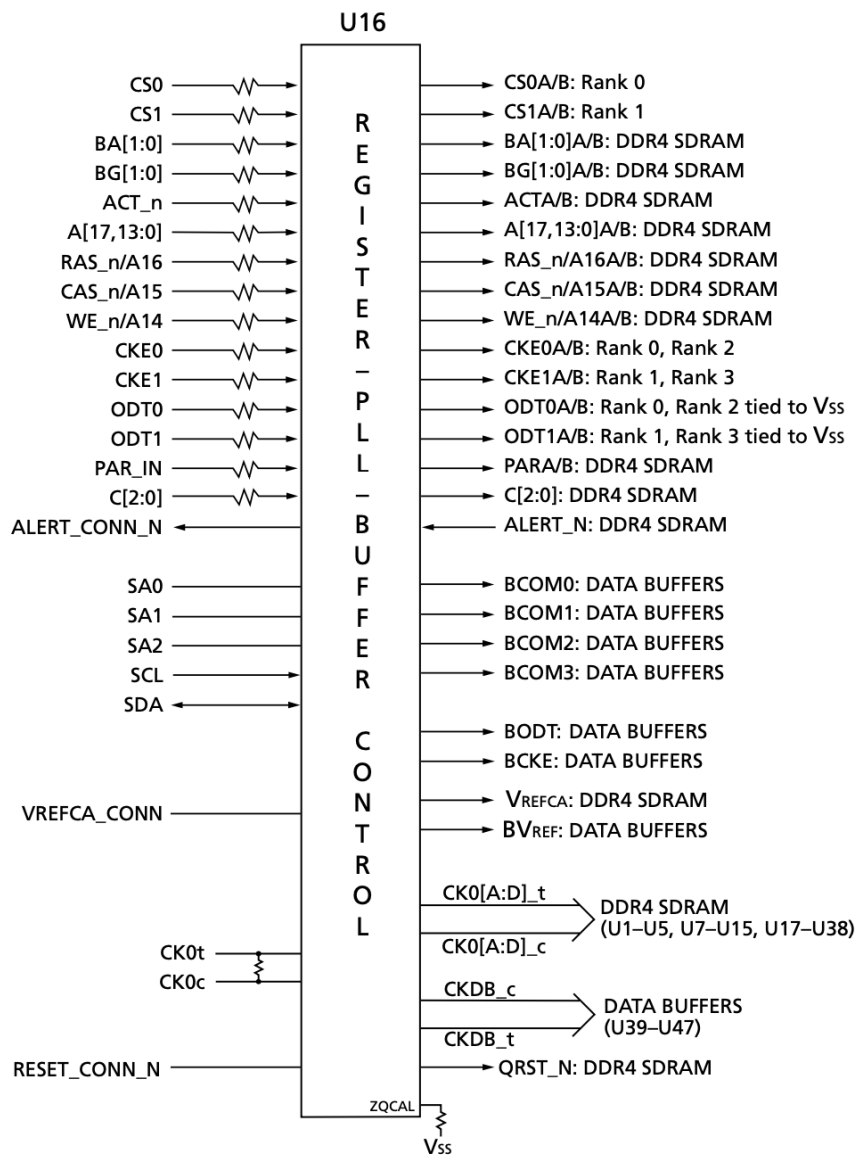 U16
CS0
CS1
BA[1:0]
BG[1:0]
ACT_n
A[17,13:0]
RAS_n/A16
CAS_n/A15
WE_n/A14
CKE0
CKE1
ODT0
ODT1
PAR_IN
C[2:0]
ALERT_CONN_N
SA0
SA1
SA2
SCL
SDA
VREFCA_CONN
CK0t
CK0c
RESET_CONN_N
REGISTER–PLL–BUFFER CONTROL
ZQCAL
VSS
CS0A/B: Rank 0
CS1A/B: Rank 1
BA[1:0]A/B: DDR4 SDRAM
BG[1:0]A/B: DDR4 SDRAM
ACTA/B: DDR4 SDRAM
A[17,13:0]A/B: DDR4 SDRAM
RAS_n/A16A/B: DDR4 SDRAM
CAS_n/A15A/B: DDR4 SDRAM
WE_n/A14A/B: DDR4 SDRAM
CKE0A/B: Rank 0, Rank 2
CKE1A/B: Rank 1, Rank 3
ODT0A/B: Rank 0, Rank 2 tied to VSS
ODT1A/B: Rank 1, Rank 3 tied to VSS
PARA/B: DDR4 SDRAM
C[2:0]: DDR4 SDRAM
ALERT_N: DDR4 SDRAM
BCOM0: DATA BUFFERS
BCOM1: DATA BUFFERS
BCOM2: DATA BUFFERS
BCOM3: DATA BUFFERS
BODT: DATA BUFFERS
BCKE: DATA BUFFERS
VREFCA: DDR4 SDRAM
BVREF: DATA BUFFERS
CK0[A:D]_t
CK0[A:D]_c
DDR4 SDRAM
(U1–U5, U7–U15, U17–U38)
CKDB_c
CKDB_t
DATA BUFFERS
(U39–U47)
QRST_N: DDR4 SDRAM